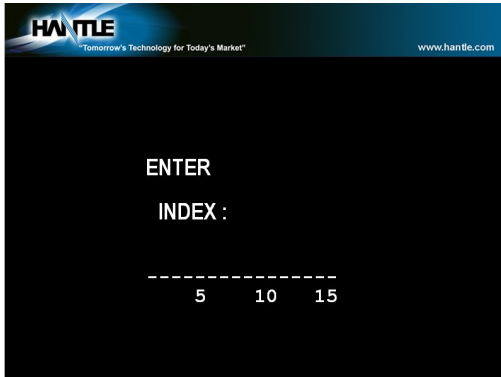 HANTLE
"Tomorrow's Technology for Today's Market"
www.hantle.com
ENTER
INDEX :
----------------
5 10 15